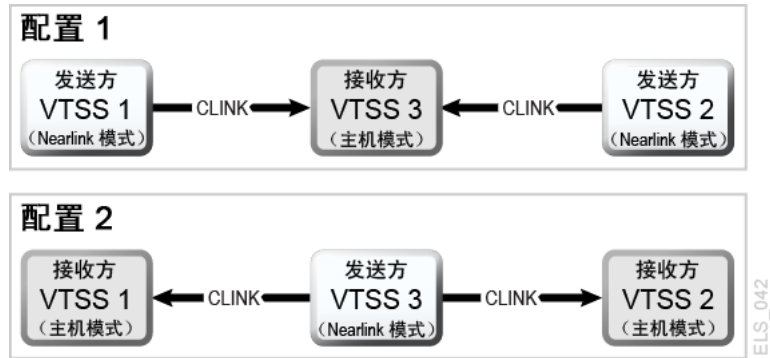 配置 1
发送方
VTSS 1
（Nearlink 模式）
CLINK
接收方
VTSS 3
（主机模式）
CLINK
发送方
VTSS 2
（Nearlink 模式）
配置 2
接收方
VTSS 1
（主机模式）
CLINK
发送方
VTSS 3
（Nearlink 模式）
CLINK
接收方
VTSS 2
（主机模式）
ELS_042